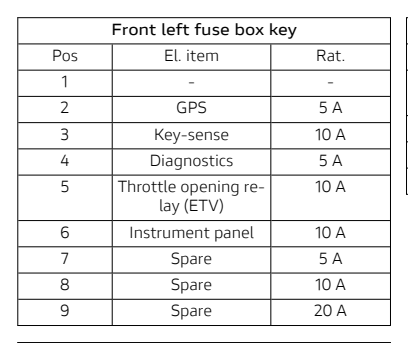 Front left fuse box key
Pos El. item Rat.
1 - -
2 GPS 5 A
3 Key-sense 10 A
4 Diagnostics 5 A
5 Throttle opening re- 10 A
lay (ETV)
6 Instrument panel 10 A
7 Spare 5 A
8 Spare 10 A
9 Spare 20 A